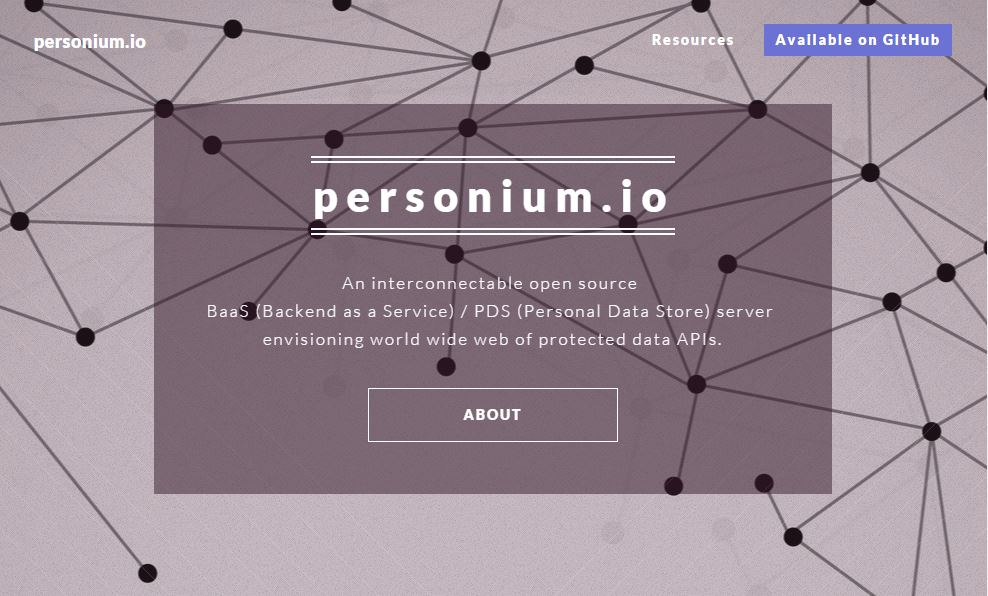 personium.io
Resources
Available on GitHub
personium.io
An interconnectable open source
BaaS (Backend as a Service) / PDS (Personal Data Store) server
envisioning world wide web of protected data APIs.
ABOUT